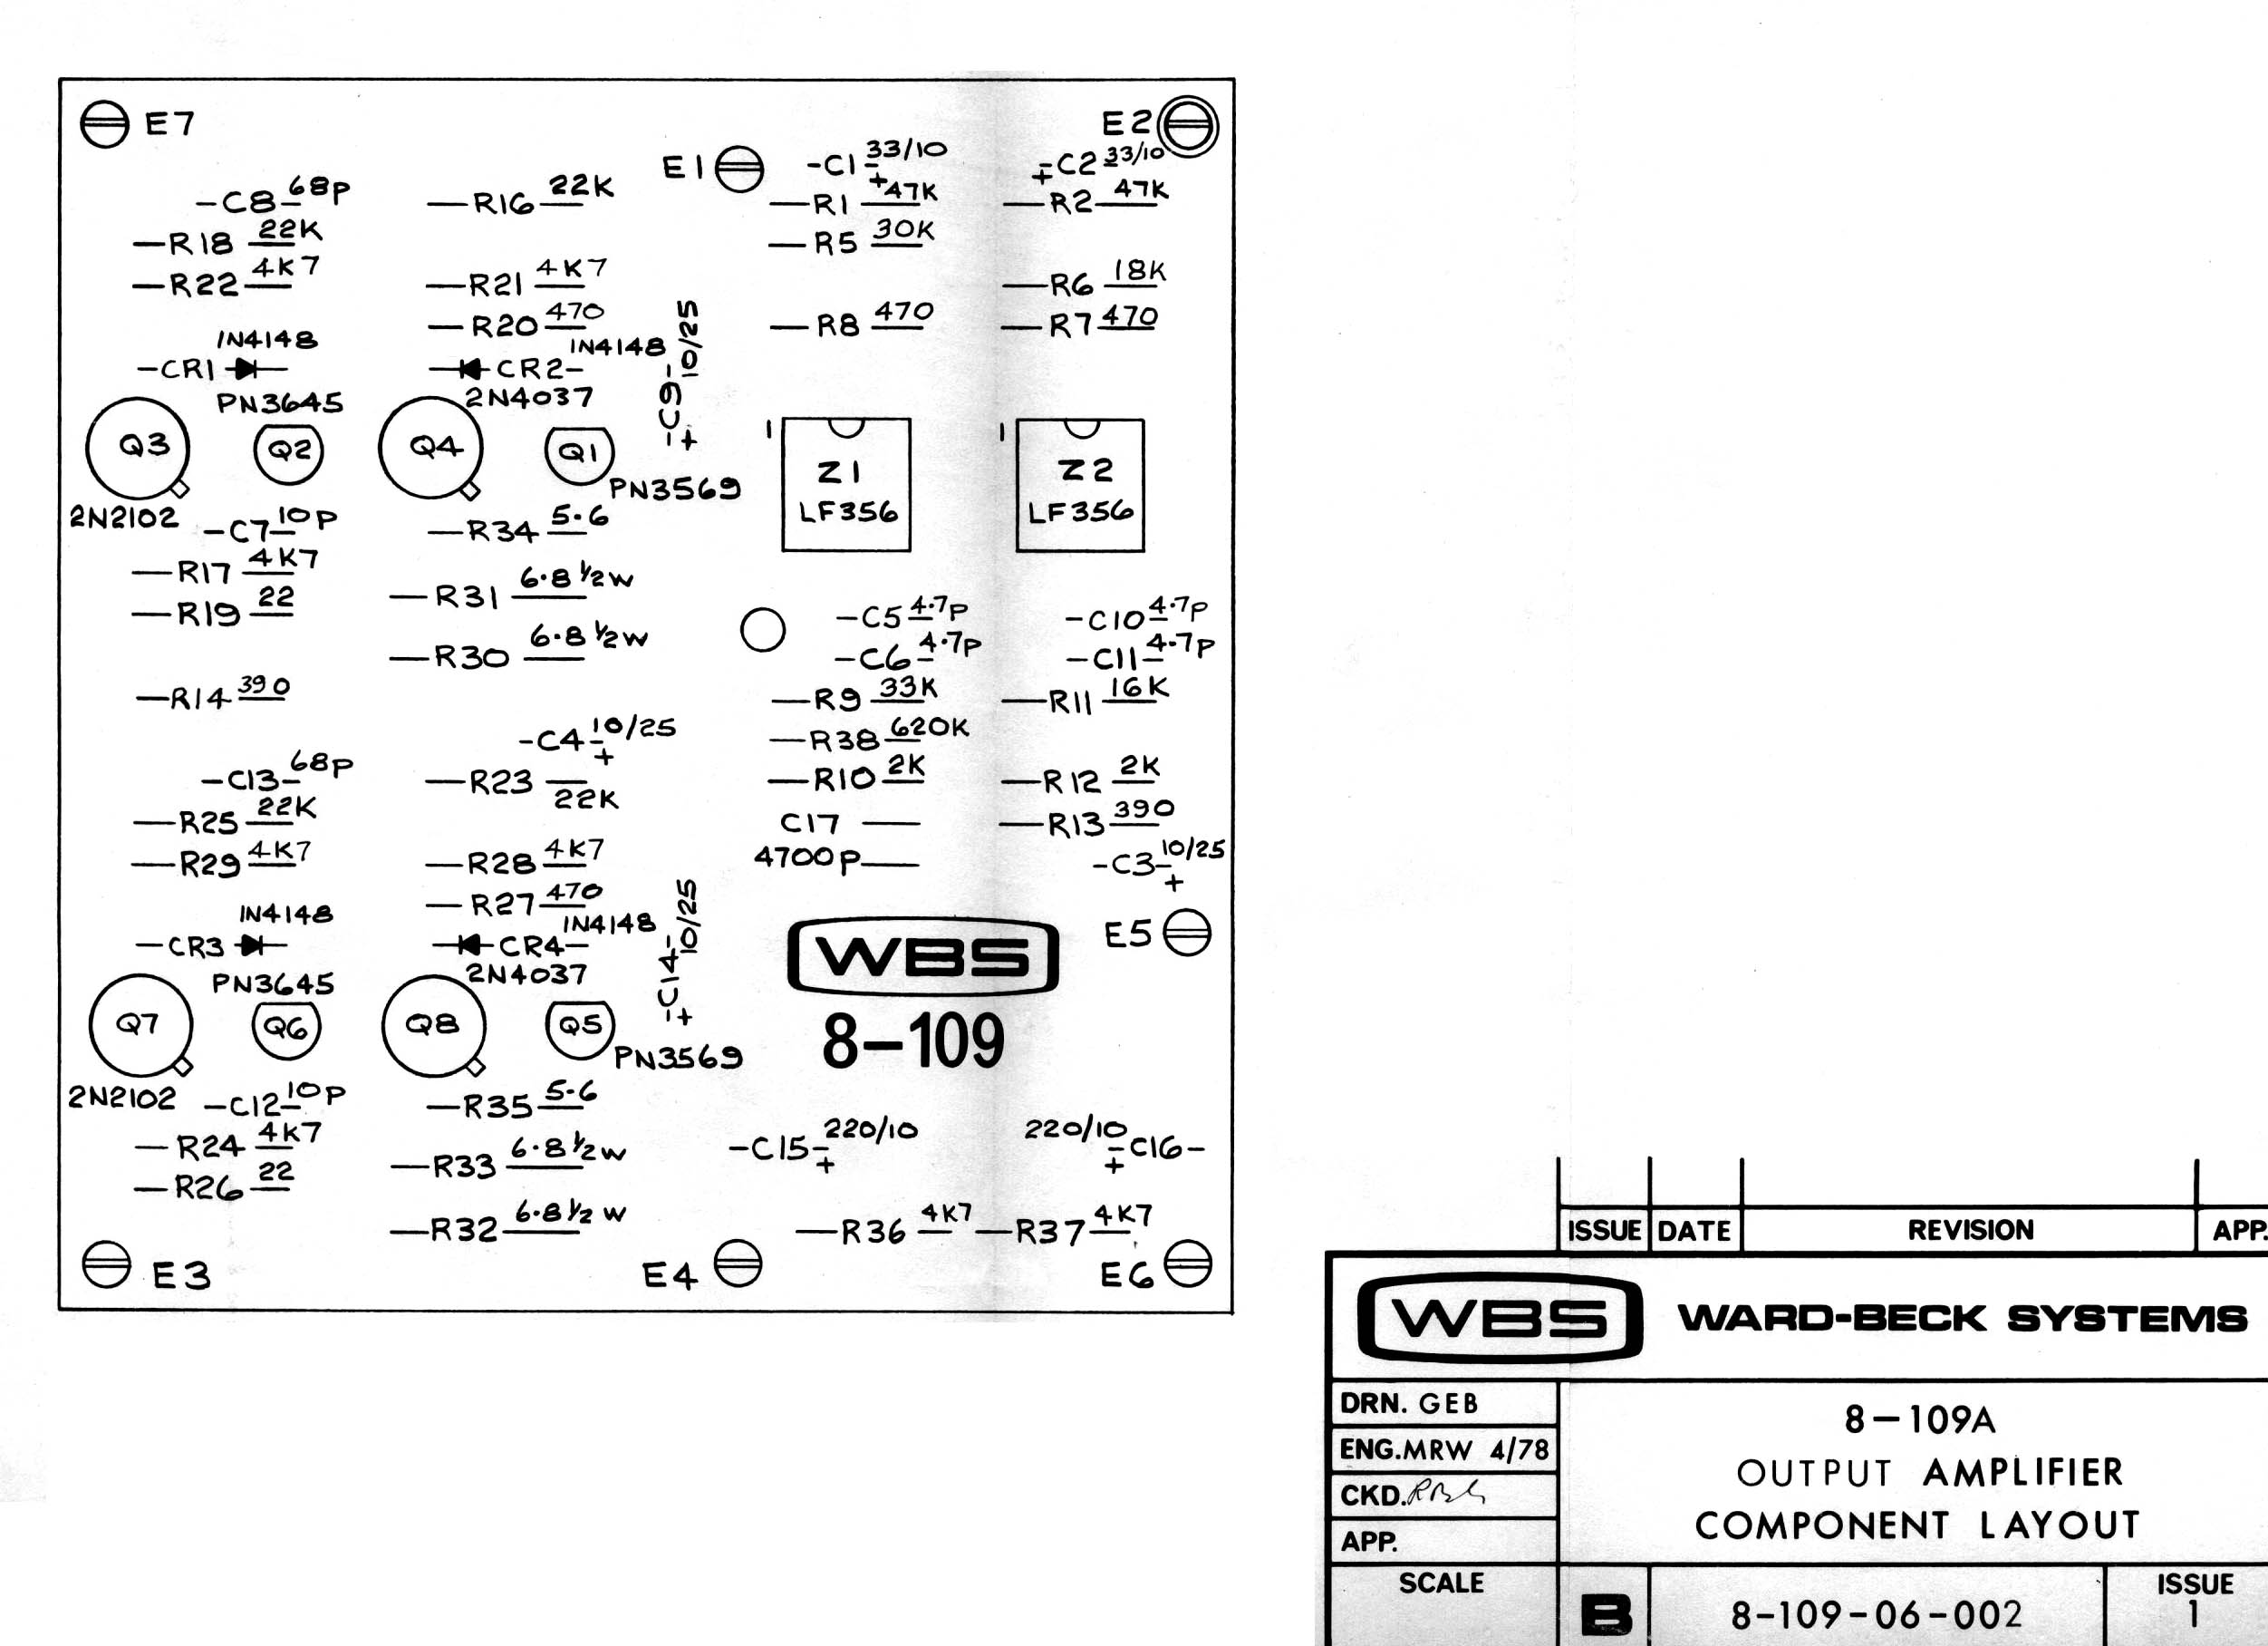 E7
E2
E1
-C1- 33/10
+
+
-C2 33/10
-C8- 68P
—R16 22K
—R1 47K
—R2 47K
—R18 22K
—R5 30K
—R22 4K7
—R21 4K7
—R6 18K
—R20 470
—R8 470
—R7 470
1N4148
-CR1
1N4148
CR2-
-C9- 10/25
+
PN3645
2N4037
Q3
Q2
Q4
Q1
1
Z1
LF356
1
Z2
LF356
PN3569
2N2102
-C7- 10P
—R34 5.6
—R17 4K7
—R31 6.8 ½W
—R19 22
-C5- 4.7P
-C10- 4.7P
—R30 6.8 ½W
-C6- 4.7P
-C11- 4.7P
—R14 390
—R9 33K
—R11 16K
-C4- 10/25
+
—R38 620K
-C13- 68P
—R23 22K
—R10 2K
—R12 2K
—R25 22K
C17 —
—R13 390
—R29 4K7
—R28 4K7
4700P —
-C3- 10/25
+
—R27 470
1N4148
—CR3
1N4148
CR4—
-C14- 10/25
+
WBS
E5
PN3645
2N4037
Q7
Q6
Q8
Q5
8–109
PN3569
2N2102
-C12- 10P
—R35 5.6
—R24 4K7
—R33 6.8 ½W
-C15- 220/10
+
220/10 -C16-
+
—R26 22
—R32 6.8 ½W
—R36 4K7
—R37 4K7
E3
E4
E6
ISSUE DATE REVISION APP.
WBS WARD-BECK SYSTEMS
DRN. GEB
ENG. MRW 4/78
CKD.
APP.
8–109A
OUTPUT AMPLIFIER
COMPONENT LAYOUT
SCALE
B
8-109-06-002
ISSUE
1